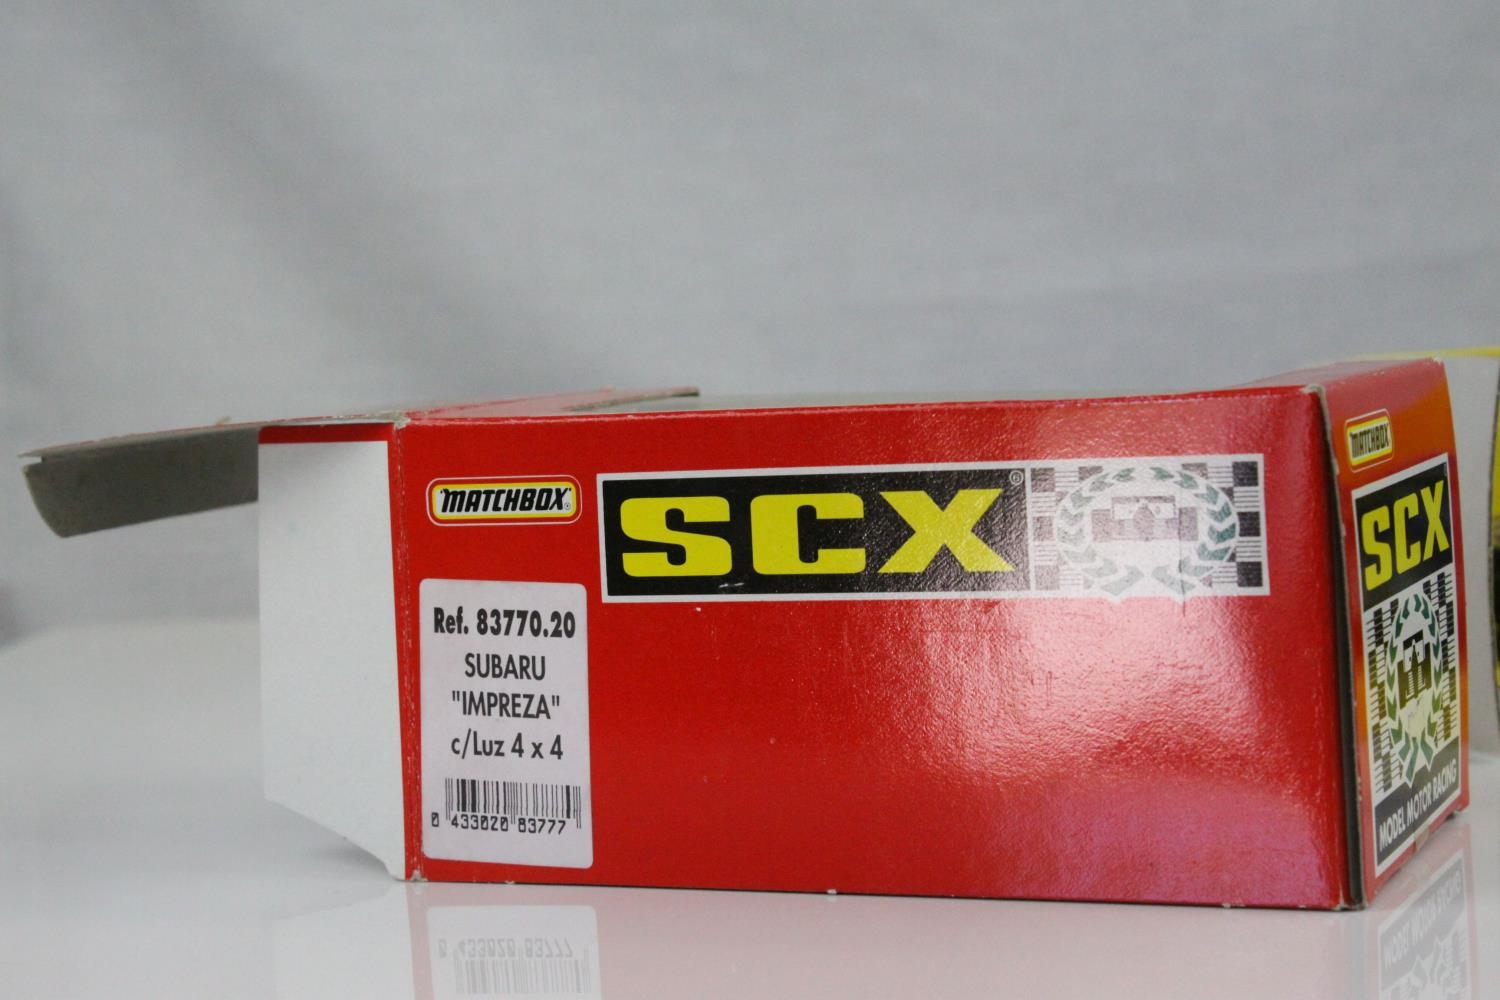 MATCHBOX®
SCX®
Ref. 83770.20
SUBARU
"IMPREZA"
c/Luz 4 x 4
0 433020 83777
MATCHBOX
SCX
MODEL MOTOR RACING